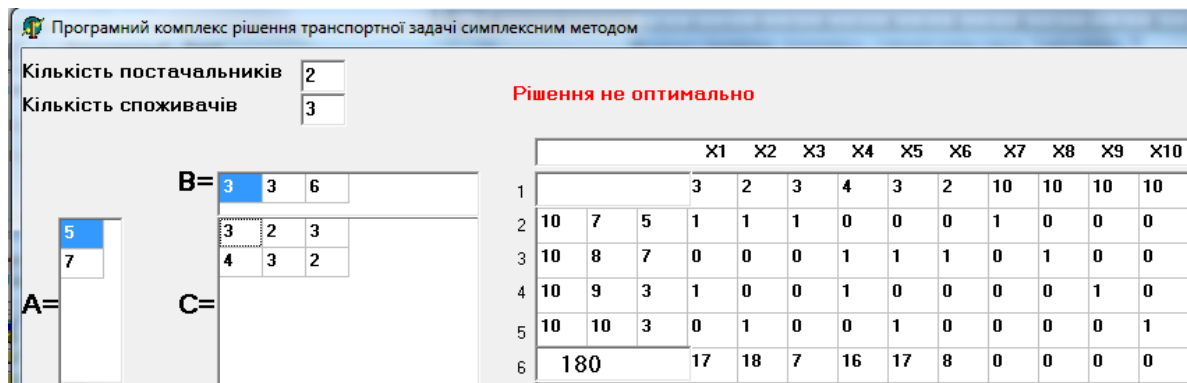 Програмний комплекс рішення транспортної задачі симплексним методом
Кількість постачальників 2
Кількість споживачів 3
Рішення не оптимально
X1 X2 X3 X4 X5 X6 X7 X8 X9 X10
B= 3 3 6
1 3 2 3 4 3 2 10 10 10 10
5 3 2 3
2 10 7 5 1 1 1 0 0 0 1 0 0 0
7 4 3 2
3 10 8 7 0 0 0 1 1 1 0 1 0 0
A= C=
4 10 9 3 1 0 0 1 0 0 0 0 1 0
5 10 10 3 0 1 0 0 1 0 0 0 0 1
6 180 17 18 7 16 17 8 0 0 0 0